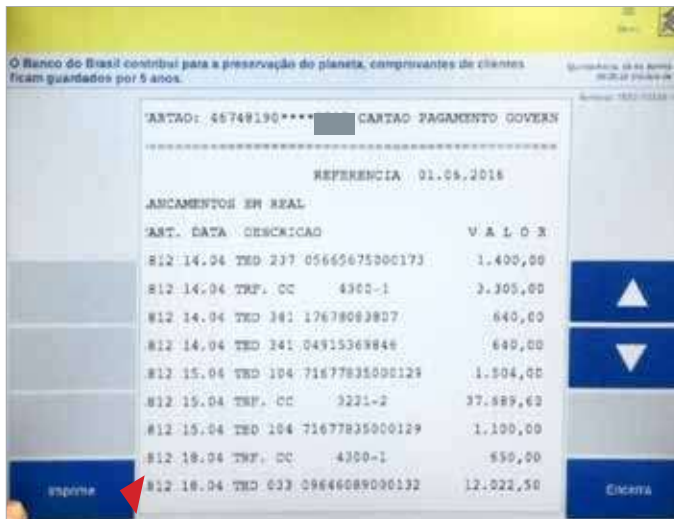 O Banco do Brasil contribui para a preservação do planeta, comprovantes de clientes
ficam guardados por 5 anos.
ARTAO: 46748190**** CARTAO PAGAMENTO GOVERN
REFERENCIA 01.06.2016
ANCAMENTOS EM REAL
ART. DATA DESCRICAO V A L O R
812 14.04 TED 237 05665675000173 1.400,00
812 14.04 TRF. CC 4300-1 3.305,00
812 14.04 TED 341 17678083807 640,00
812 14.04 TED 341 04915369846 640,00
812 15.04 TED 104 71677835000129 1.504,00
812 15.04 TRF. CC 3221-2 37.689,60
812 15.04 TED 104 71677835000129 1.100,00
812 18.04 TRF. CC 4300-1 550,00
812 18.04 TED 033 09646089000132 12.022,50
Imprime
Encerra